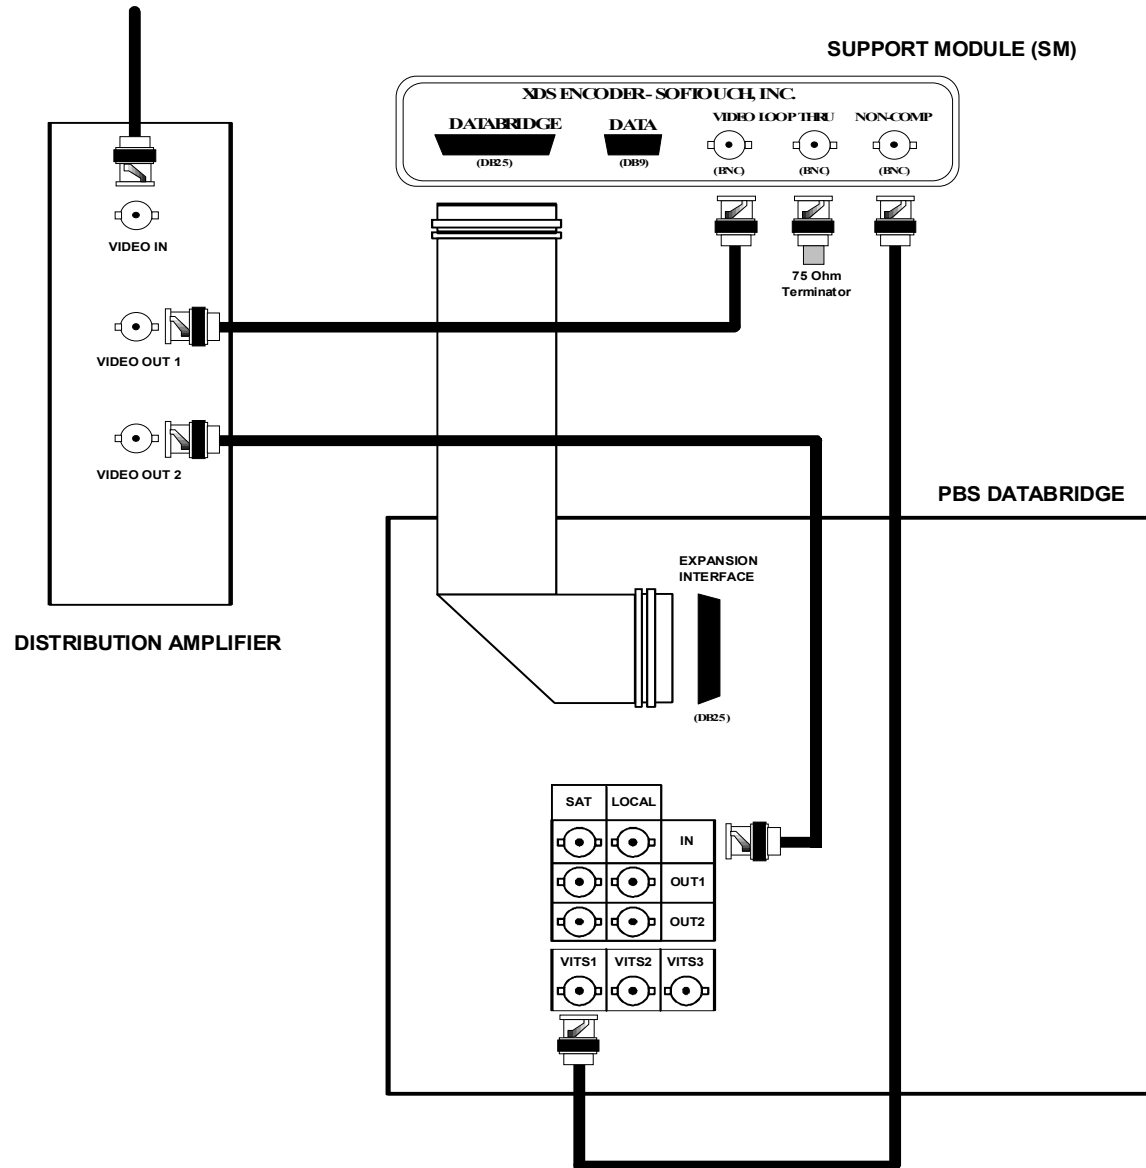 SUPPORT MODULE (SM)
XDS ENCODER- SOFTOUCH, INC.
DATABRIDGE
DATA
VIDEO LOOP THRU
NON-COMP
(DB25)
(DB9)
(BNC)
(BNC)
(BNC)
VIDEO IN
75 Ohm
Terminator
VIDEO OUT 1
VIDEO OUT 2
PBS DATABRIDGE
EXPANSION
INTERFACE
DISTRIBUTION AMPLIFIER
(DB25)
SAT
LOCAL
IN
OUT1
OUT2
VITS1
VITS2
VITS3